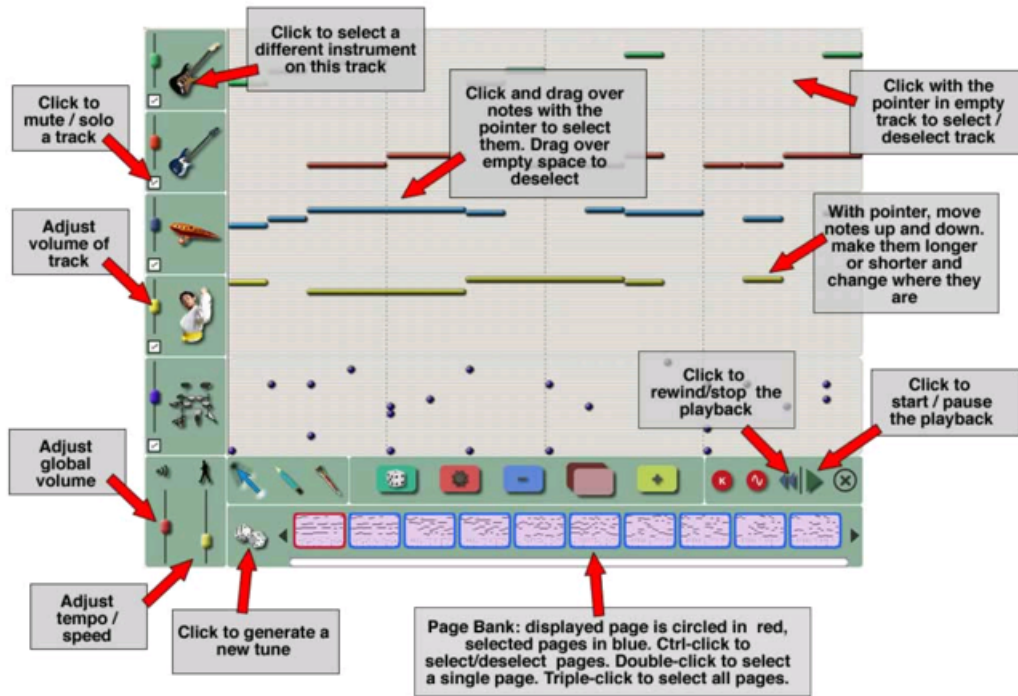 Click to select a
different instrument
on this track
Click to
mute / solo
a track
Click and drag over
notes with the
pointer to select
them. Drag over
empty space to
deselect
Click with the
pointer in empty
track to select /
deselect track
Adjust
volume of
track
With pointer, move
notes up and down.
make them longer
or shorter and
change where they
are
Click to
rewind/stop the
playback
Click to
start / pause
the playback
Adjust
global
volume
K
Adjust
tempo /
speed
Click to generate a
new tune
Page Bank: displayed page is circled in red,
selected pages in blue. Ctrl-click to
select/deselect pages. Double-click to select
a single page. Triple-click to select all pages.